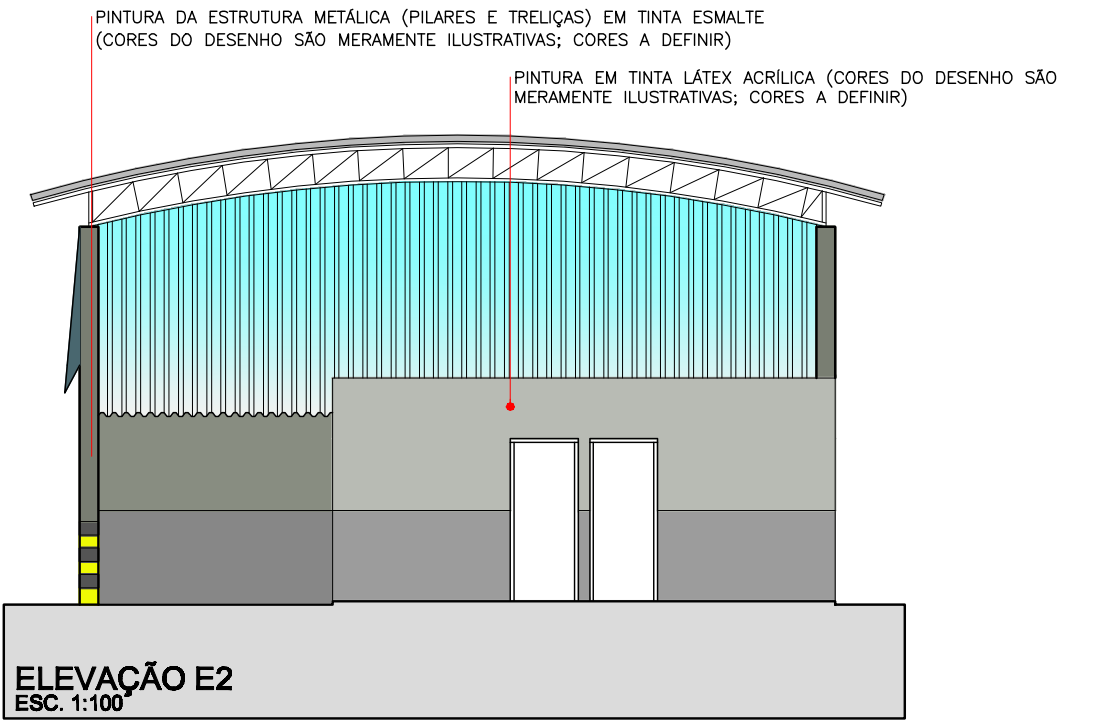 PINTURA DA ESTRUTURA METÁLICA (PILARES E TRELIÇAS) EM TINTA ESMALTE
(CORES DO DESENHO SÃO MERAMENTE ILUSTRATIVAS; CORES A DEFINIR)
PINTURA EM TINTA LÁTEX ACRÍLICA (CORES DO DESENHO SÃO
MERAMENTE ILUSTRATIVAS; CORES A DEFINIR)
ELEVAÇÃO E2
ESC. 1:100